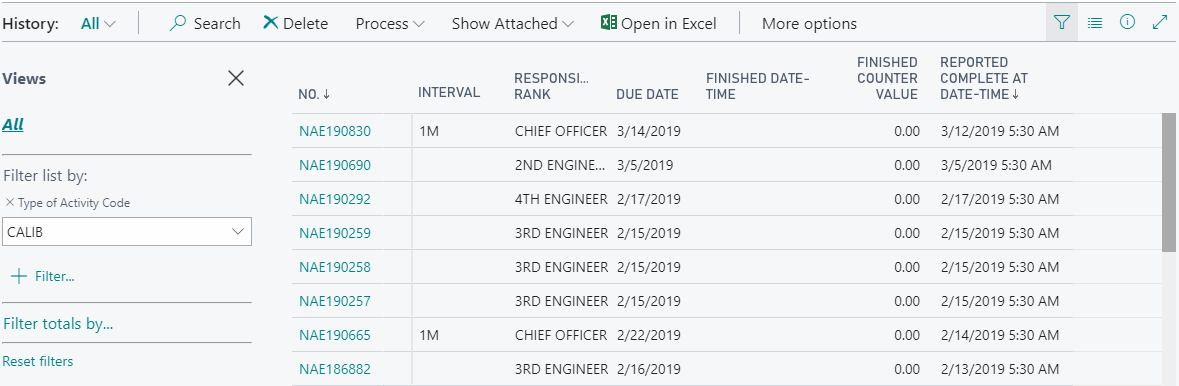 History: All Search Delete Process Show Attached Open in Excel More options
Views
All
Filter list by:
Type of Activity Code
CALIB
Filter...
Filter totals by...
Reset filters
NO. INTERVAL RESPONSI... RANK DUE DATE FINISHED DATE-TIME FINISHED COUNTER VALUE REPORTED COMPLETE AT DATE-TIME
NAE190830 1M CHIEF OFFICER 3/14/2019 0.00 3/12/2019 5:30 AM
NAE190690 2ND ENGINE... 3/5/2019 0.00 3/5/2019 5:30 AM
NAE190292 4TH ENGINEER 2/17/2019 0.00 2/17/2019 5:30 AM
NAE190259 3RD ENGINEER 2/15/2019 0.00 2/15/2019 5:30 AM
NAE190258 3RD ENGINEER 2/15/2019 0.00 2/15/2019 5:30 AM
NAE190257 3RD ENGINEER 2/15/2019 0.00 2/15/2019 5:30 AM
NAE190665 1M CHIEF OFFICER 2/22/2019 0.00 2/14/2019 5:30 AM
NAE186882 3RD ENGINEER 2/16/2019 0.00 2/13/2019 5:30 AM